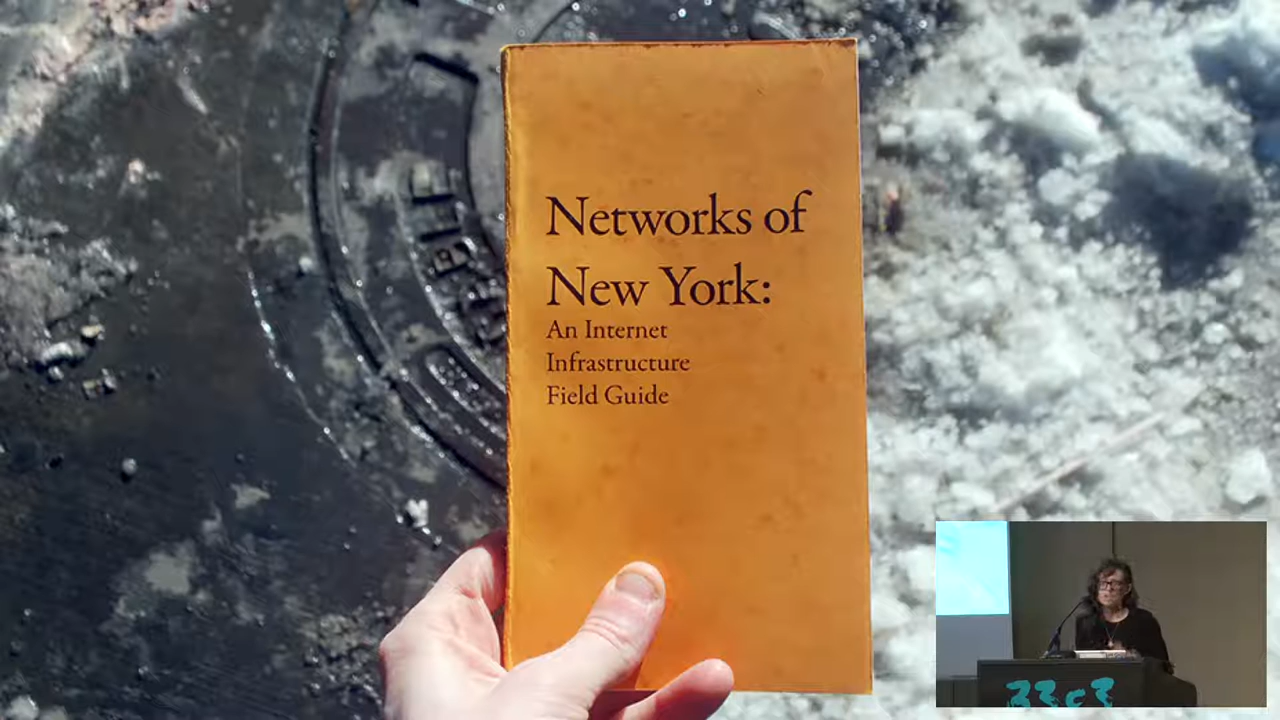 Networks of
New York:
An Internet
Infrastructure
Field Guide
33c3